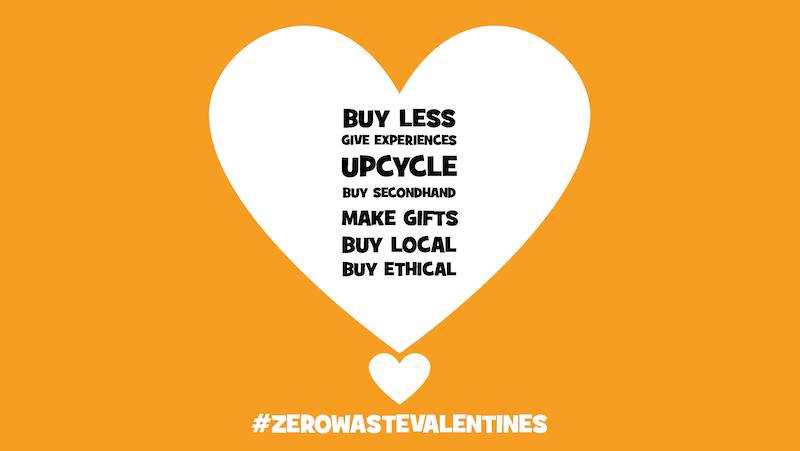 BUY LESS
GIVE EXPERIENCES
UPCYCLE
BUY SECONDHAND
MAKE GIFTS
BUY LOCAL
BUY ETHICAL
#ZEROWASTEVALENTINES